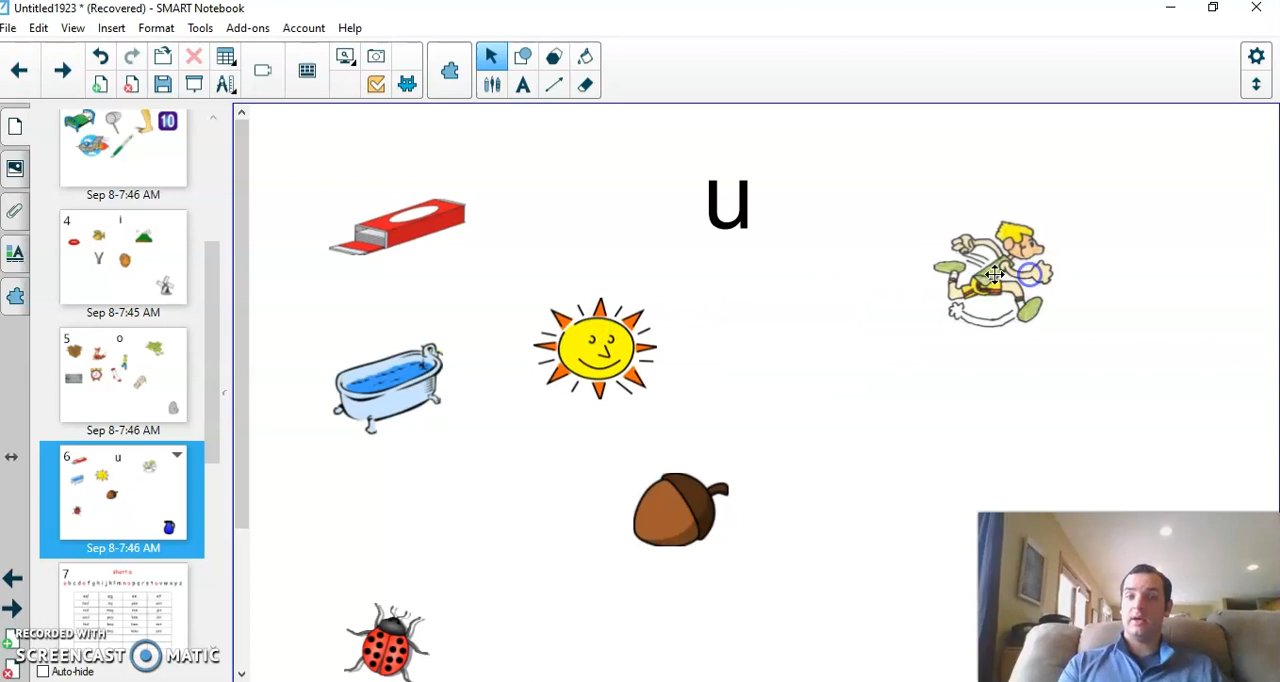 Untitled1923 * (Recovered) - SMART Notebook
File Edit View Insert Format Tools Add-ons Account Help
10
Sep 8-7:46 AM
4 i
Sep 8-7:45 AM
5 o
Sep 8-7:46 AM
6 u
Sep 8-7:46 AM
7
u
RECORDED WITH
SCREENCAST MATIC
Auto-hide